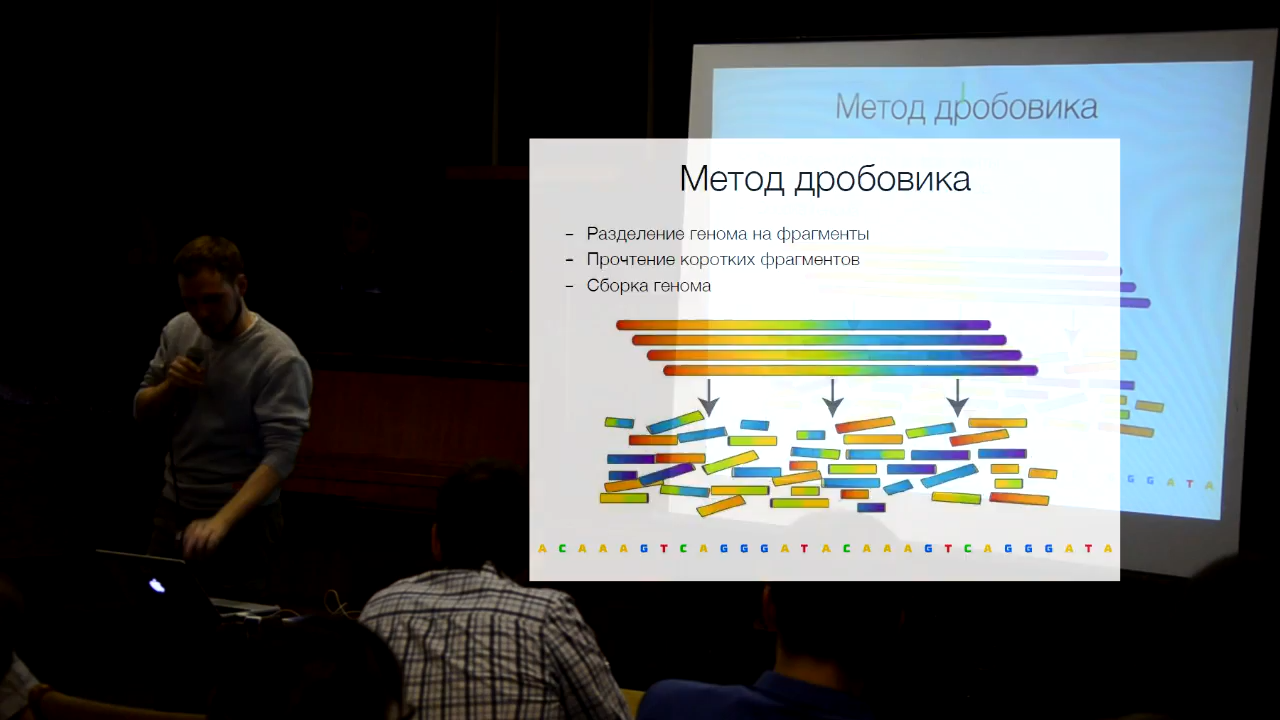 Метод дробовика
Метод дробовика
– Разделение генома на фрагменты
– Прочтение коротких фрагментов
– Сборка генома
G G A T A
A C A A A G T C A G G G A T A C A A A G T C A G G G A T A